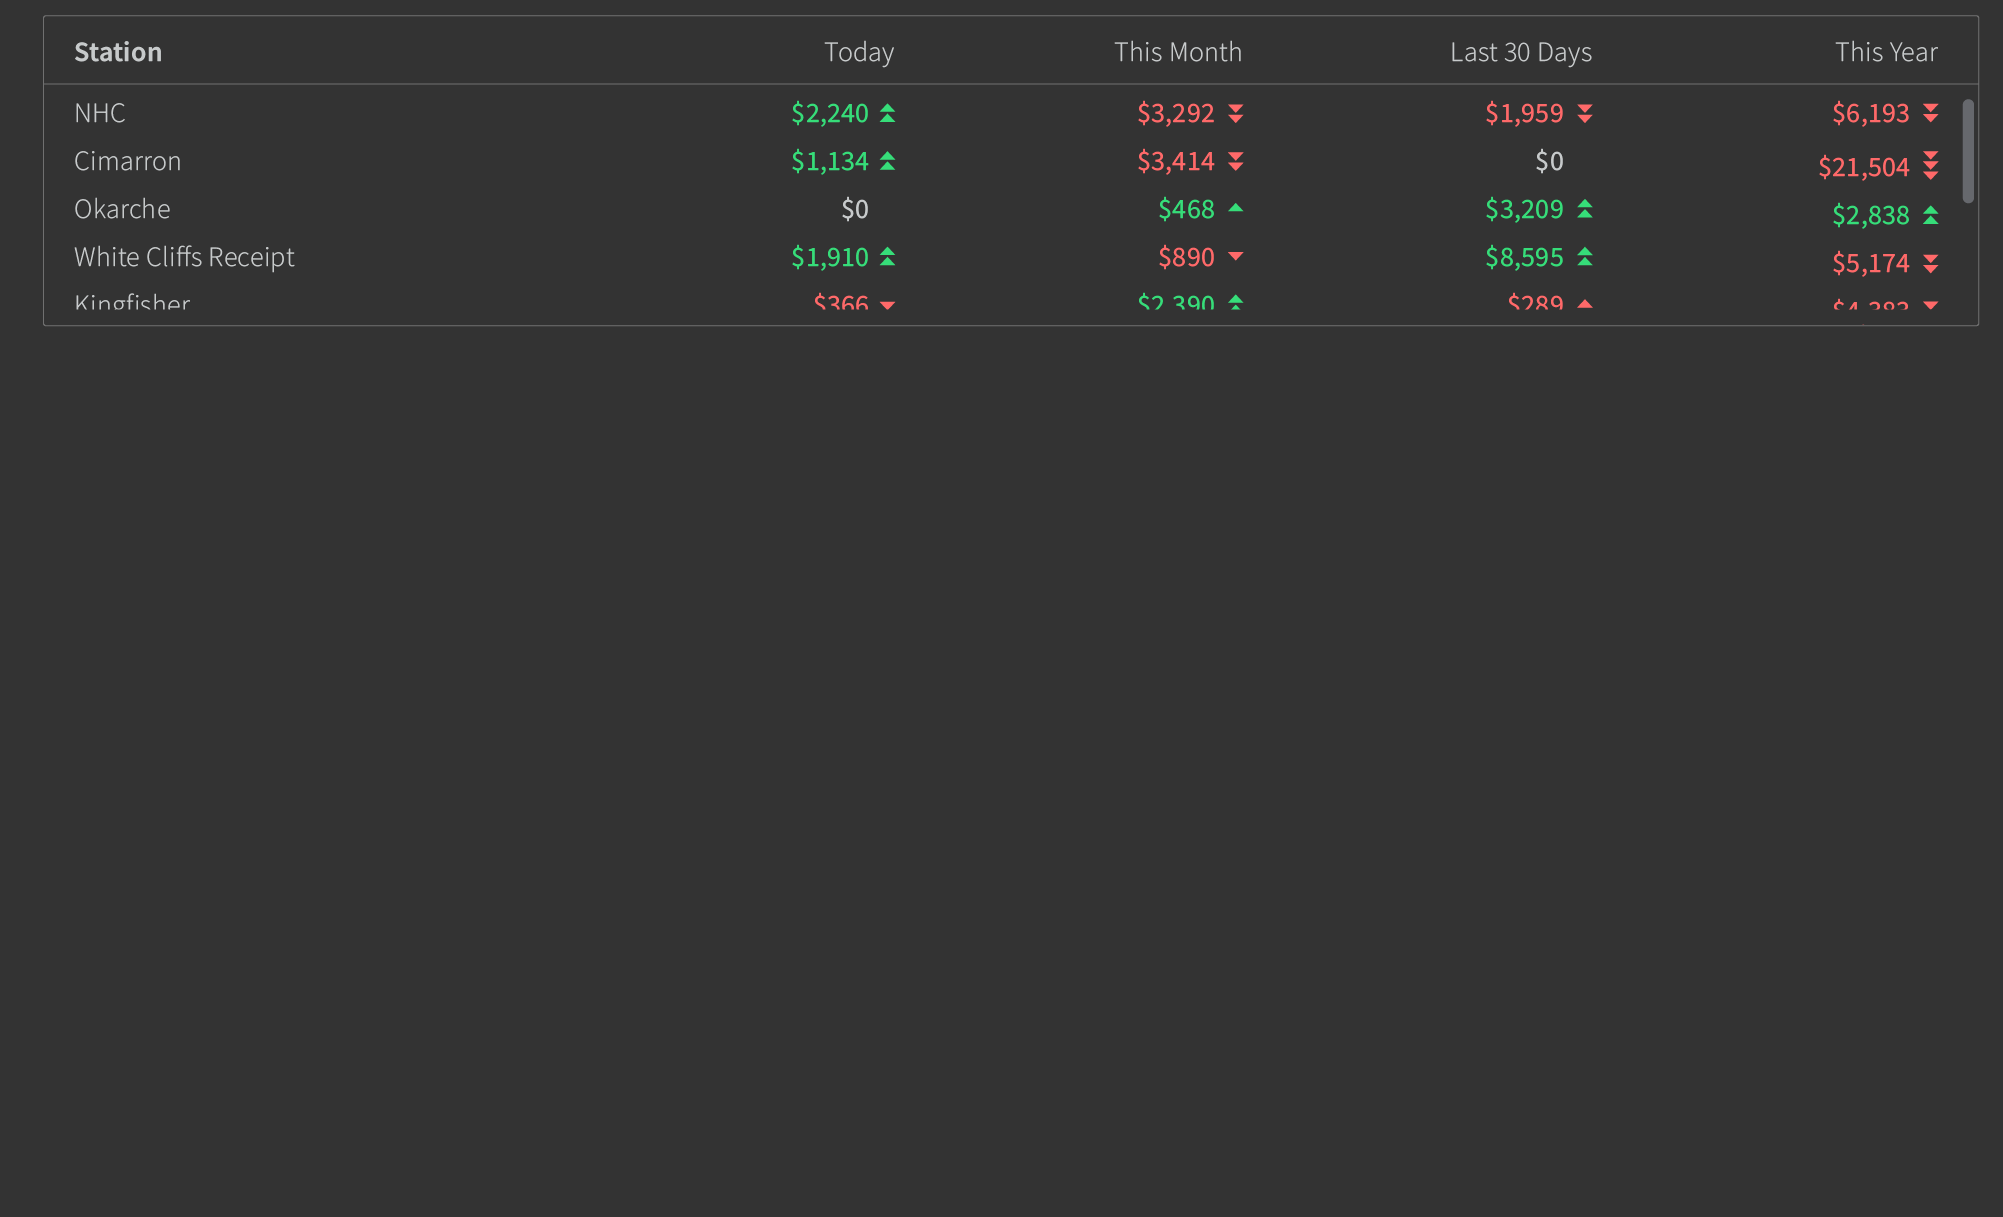 Station Today This Month Last 30 Days This Year
NHC $2,240 $3,292 $1,959 $6,193
Cimarron $1,134 $3,414 $0 $21,504
Okarche $0 $468 $3,209 $2,838
White Cliffs Receipt $1,910 $890 $8,595 $5,174
Kingfisher $366 $2,390 $289